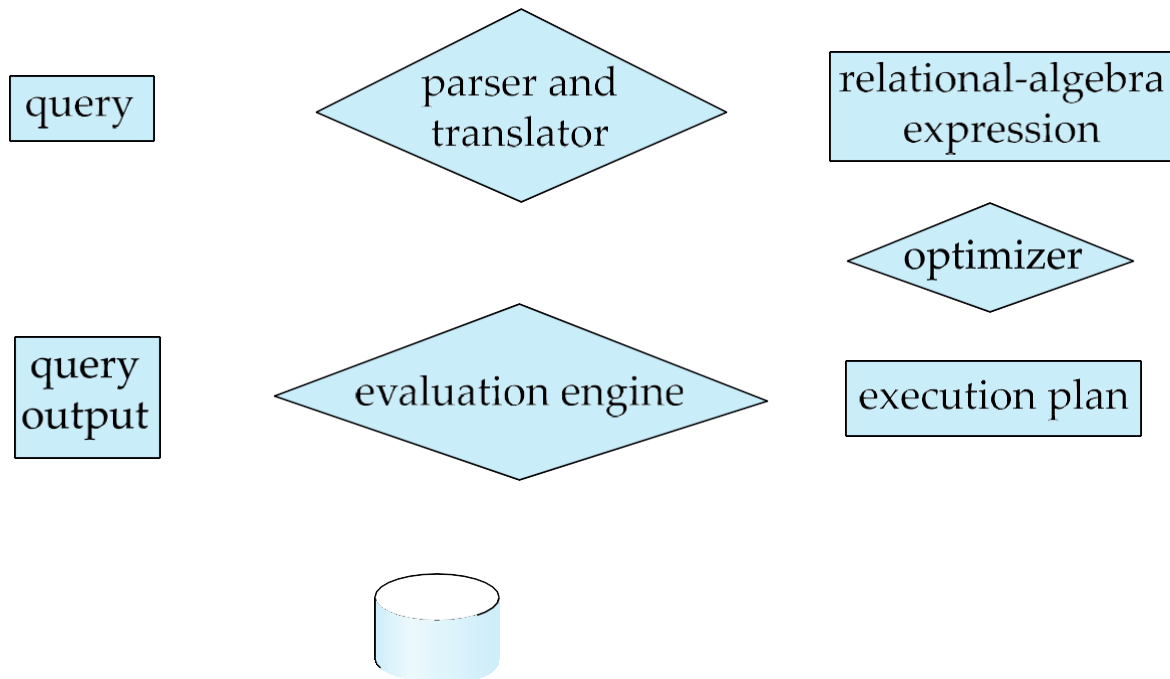 query
parser and
translator
relational-algebra
expression
optimizer
query
output
evaluation engine
execution plan